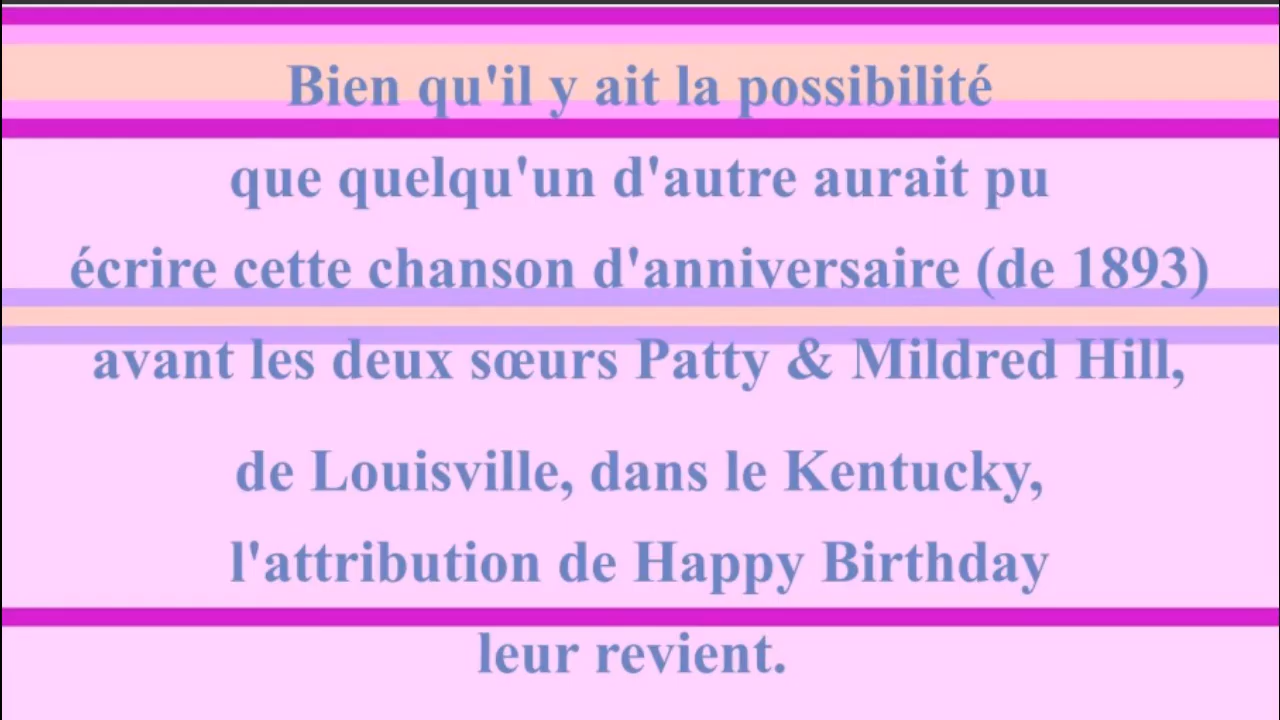 Bien qu'il y ait la possibilité
que quelqu'un d'autre aurait pu
écrire cette chanson d'anniversaire (de 1893)
avant les deux sœurs Patty & Mildred Hill,
de Louisville, dans le Kentucky,
l'attribution de Happy Birthday
leur revient.